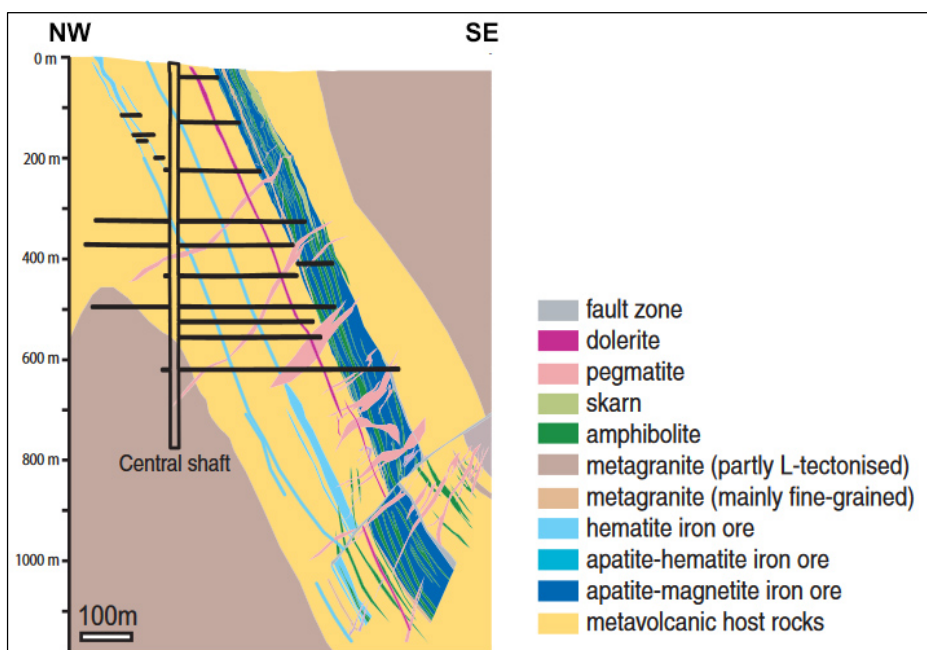 NW SE
0 m
200 m
400 m
600 m
800 m
1000 m
Central shaft
100m
fault zone
dolerite
pegmatite
skarn
amphibolite
metagranite (partly L-tectonised)
metagranite (mainly fine-grained)
hematite iron ore
apatite-hematite iron ore
apatite-magnetite iron ore
metavolcanic host rocks